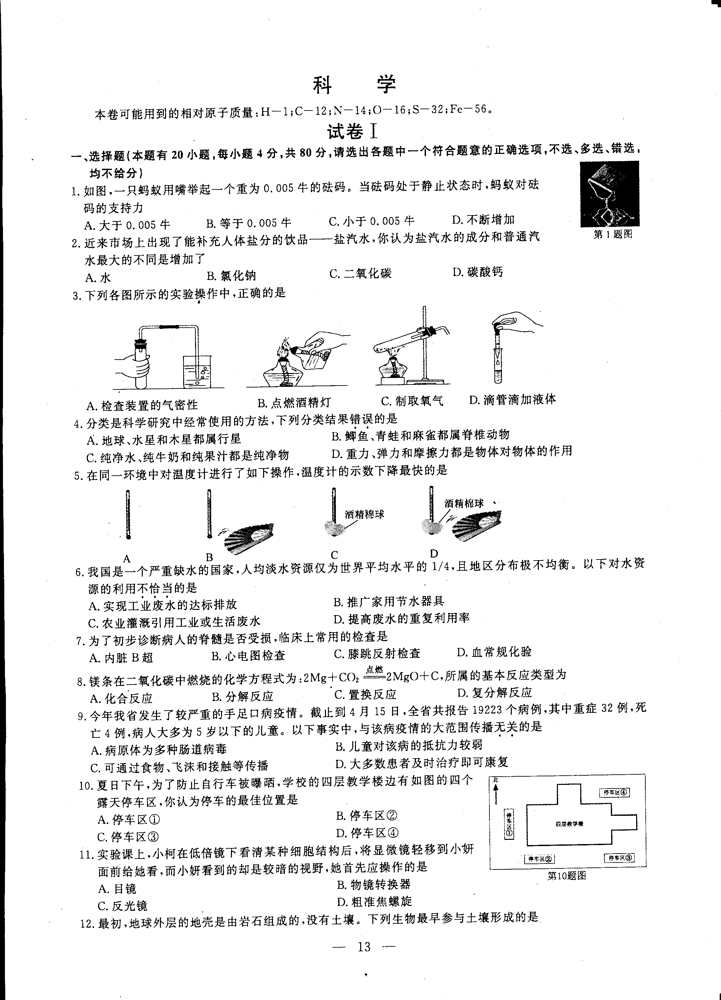 科 学
本卷可能用到的相对原子质量:H—1;C—12;N—14;O—16;S—32;Fe—56。
试卷Ⅰ
一、选择题(本题有 20 小题,每小题 4 分,共 80 分,请选出各题中一个符合题意的正确选项,不选、多选、错选,
均不给分)
1. 如图,一只蚂蚁用嘴举起一个重为 0.005 牛的砝码。当砝码处于静止状态时,蚂蚁对砝
码的支持力
A. 大于 0.005 牛 B. 等于 0.005 牛 C. 小于 0.005 牛 D. 不断增加
第 1 题图
2. 近来市场上出现了能补充人体盐分的饮品——盐汽水,你认为盐汽水的成分和普通汽
水最大的不同是增加了
A. 水 B. 氯化钠 C. 二氧化碳 D. 碳酸钙
3. 下列各图所示的实验操作中,正确的是
A. 检查装置的气密性 B. 点燃酒精灯 C. 制取氧气 D. 滴管滴加液体
4. 分类是科学研究中经常使用的方法,下列分类结果错误的是
A. 地球、水星和木星都属行星 B. 鲫鱼、青蛙和麻雀都属脊椎动物
C. 纯净水、纯牛奶和纯果汁都是纯净物 D. 重力、弹力和摩擦力都是物体对物体的作用
5. 在同一环境中对温度计进行了如下操作,温度计的示数下降最快的是
酒精棉球
酒精棉球
A B C D
6. 我国是一个严重缺水的国家,人均淡水资源仅为世界平均水平的 1/4,且地区分布极不均衡。以下对水资
源的利用不恰当的是
A. 实现工业废水的达标排放 B. 推广家用节水器具
C. 农业灌溉引用工业或生活废水 D. 提高废水的重复利用率
7. 为了初步诊断病人的脊髓是否受损,临床上常用的检查是
A. 内脏 B 超 B. 心电图检查 C. 膝跳反射检查 D. 血常规化验
8. 镁条在二氧化碳中燃烧的化学方程式为:2Mg+CO₂ 点燃══2MgO+C,所属的基本反应类型为
A. 化合反应 B. 分解反应 C. 置换反应 D. 复分解反应
9. 今年我省发生了较严重的手足口病疫情。截止到 4 月 15 日,全省共报告 19223 个病例,其中重症 32 例,死
亡 4 例,病人大多为 5 岁以下的儿童。以下事实中,与该病疫情的大范围传播无关的是
A. 病原体为多种肠道病毒 B. 儿童对该病的抵抗力较弱
C. 可通过食物、飞沫和接触等传播 D. 大多数患者及时治疗即可康复
10. 夏日下午,为了防止自行车被曝晒,学校的四层教学楼边有如图的四个
露天停车区,你认为停车的最佳位置是
A. 停车区① B. 停车区②
C. 停车区③ D. 停车区④
北
停车区④
停车区①
四层教学楼
停车区②
停车区③
第10题图
11. 实验课上,小柯在低倍镜下看清某种细胞结构后,将显微镜轻移到小妍
面前给她看,而小妍看到的却是较暗的视野,她首先应操作的是
A. 目镜 B. 物镜转换器
C. 反光镜 D. 粗准焦螺旋
12. 最初,地球外层的地壳是由岩石组成的,没有土壤。下列生物最早参与土壤形成的是
— 13 —